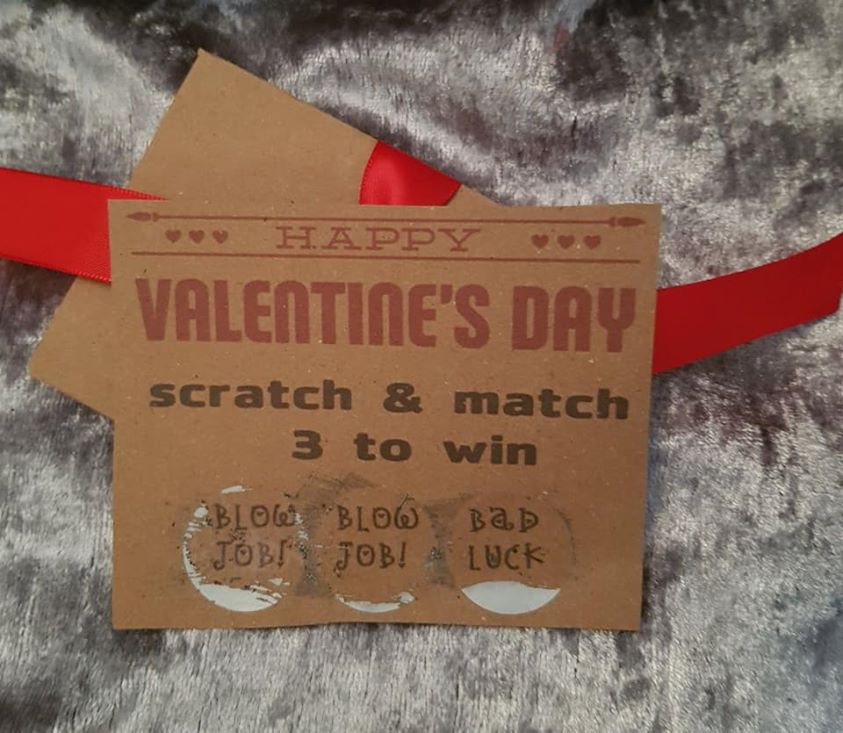 HAPPY
VALENTINE'S DAY
scratch & match
3 to win
BLOW BLOW BAD
JOB! JOB! LUCK